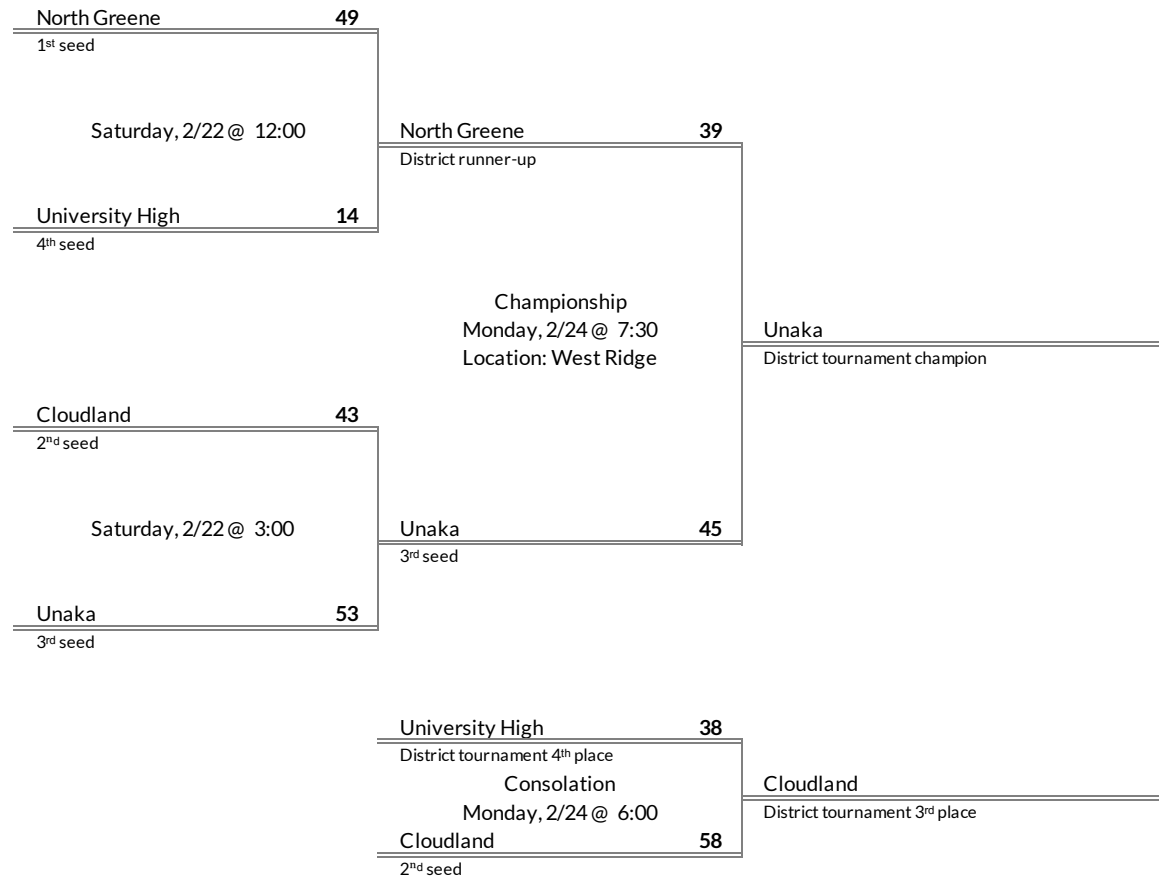 North Greene 49
1st seed
Saturday, 2/22 @ 12:00
University High 14
4th seed
North Greene 39
District runner-up
Championship
Monday, 2/24 @ 7:30
Location: West Ridge
Unaka
District tournament champion
Cloudland 43
2nd seed
Saturday, 2/22 @ 3:00
Unaka 53
3rd seed
Unaka 45
3rd seed
University High 38
District tournament 4th place
Consolation
Monday, 2/24 @ 6:00
Cloudland 58
2nd seed
Cloudland
District tournament 3rd place